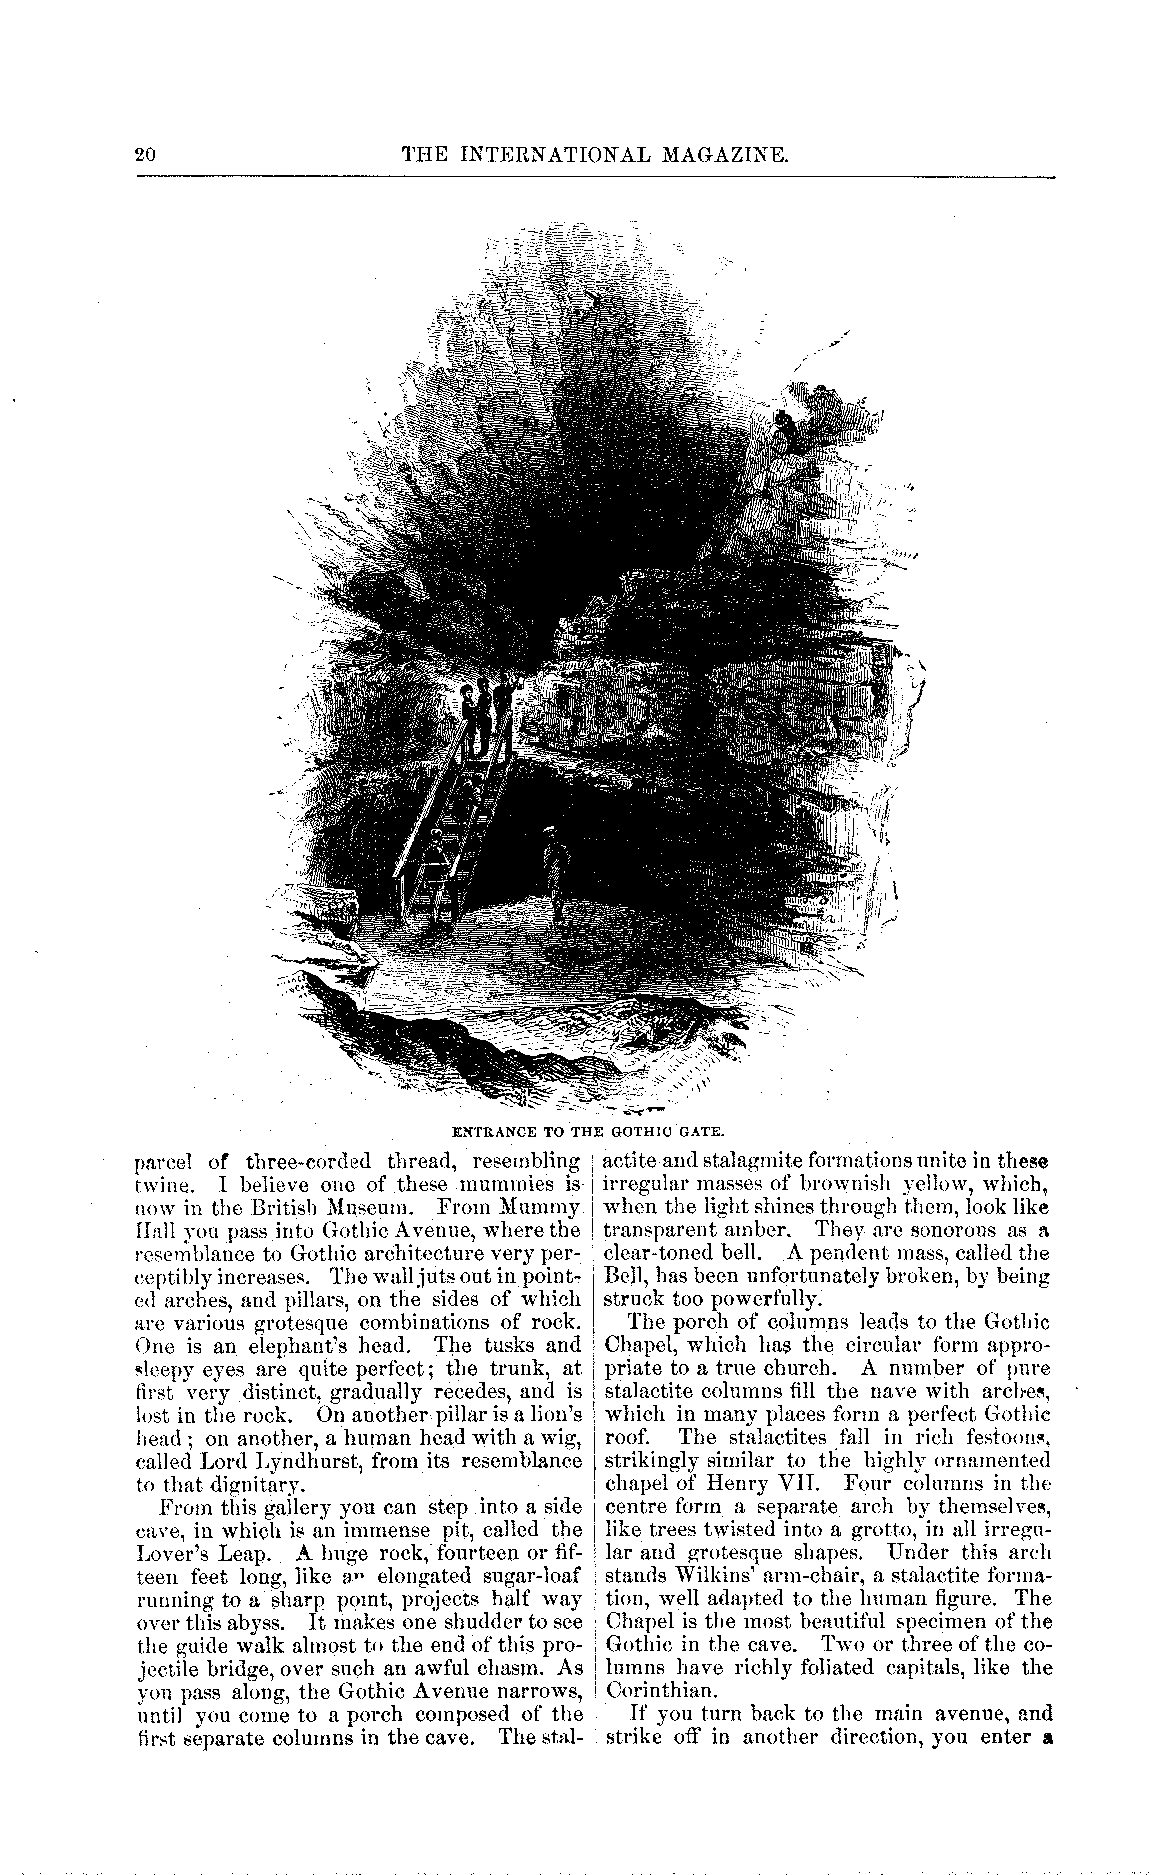 20
THE INTERNATIONAL MAGAZINE.
ENTRANCE TO THE GOTHIC GATE.
parcel of three-corded thread, resembling
twine. I believe one of these mummies is
now in the British Museum. From Mummy
Hall you pass into Gothic Avenue, where the
resemblance to Gothic architecture very per-
ceptibly increases. The wall juts out in point-
ed arches, and pillars, on the sides of which
are various grotesque combinations of rock.
One is an elephant's head. The tusks and
sleepy eyes are quite perfect; the trunk, at
first very distinct, gradually recedes, and is
lost in the rock. On another pillar is a lion's
head; on another, a human head with a wig,
called Lord Lyndhurst, from its resemblance
to that dignitary.
From this gallery you can step into a side
cave, in which is an immense pit, called the
Lover's Leap. A huge rock, fourteen or fif-
teen feet long, like an elongated sugar-loaf
running to a sharp point, projects half way
over this abyss. It makes one shudder to see
the guide walk almost to the end of this pro-
jectile bridge, over such an awful chasm. As
you pass along, the Gothic Avenue narrows,
until you come to a porch composed of the
first separate columns in the cave. The stal-
actite and stalagmite formations unite in these
irregular masses of brownish yellow, which,
when the light shines through them, look like
transparent amber. They are sonorous as a
clear-toned bell. A pendent mass, called the
Bell, has been unfortunately broken, by being
struck too powerfully.
The porch of columns leads to the Gothic
Chapel, which has the circular form appro-
priate to a true church. A number of pure
stalactite columns fill the nave with arches,
which in many places form a perfect Gothic
roof. The stalactites fall in rich festoons,
strikingly similar to the highly ornamented
chapel of Henry VII. Four columns in the
centre form a separate arch by themselves,
like trees twisted into a grotto, in all irregu-
lar and grotesque shapes. Under this arch
stands Wilkins' arm-chair, a stalactite forma-
tion, well adapted to the human figure. The
Chapel is the most beautiful specimen of the
Gothic in the cave. Two or three of the co-
lumns have richly foliated capitals, like the
Corinthian.
If you turn back to the main avenue, and
strike off in another direction, you enter a